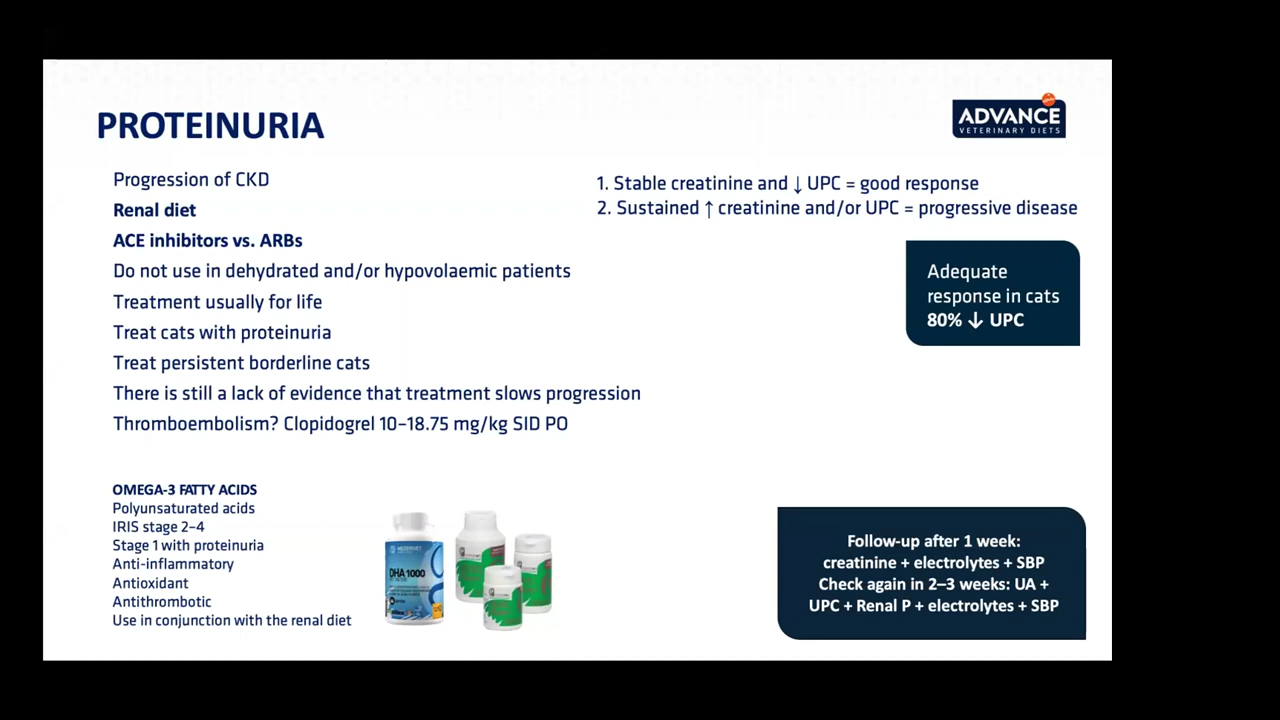 PROTEINURIA
ADVANCE
VETERINARY DIETS
Progression of CKD
Renal diet
ACE inhibitors vs. ARBs
Do not use in dehydrated and/or hypovolaemic patients
Treatment usually for life
Treat cats with proteinuria
Treat persistent borderline cats
There is still a lack of evidence that treatment slows progression
Thromboembolism? Clopidogrel 10–18.75 mg/kg SID PO
1. Stable creatinine and ↓ UPC = good response
2. Sustained ↑ creatinine and/or UPC = progressive disease
Adequate
response in cats
80% ↓ UPC
OMEGA-3 FATTY ACIDS
Polyunsaturated acids
IRIS stage 2–4
Stage 1 with proteinuria
Anti-inflammatory
Antioxidant
Antithrombotic
Use in conjunction with the renal diet
DHA 1000
Follow-up after 1 week:
creatinine + electrolytes + SBP
Check again in 2–3 weeks: UA +
UPC + Renal P + electrolytes + SBP